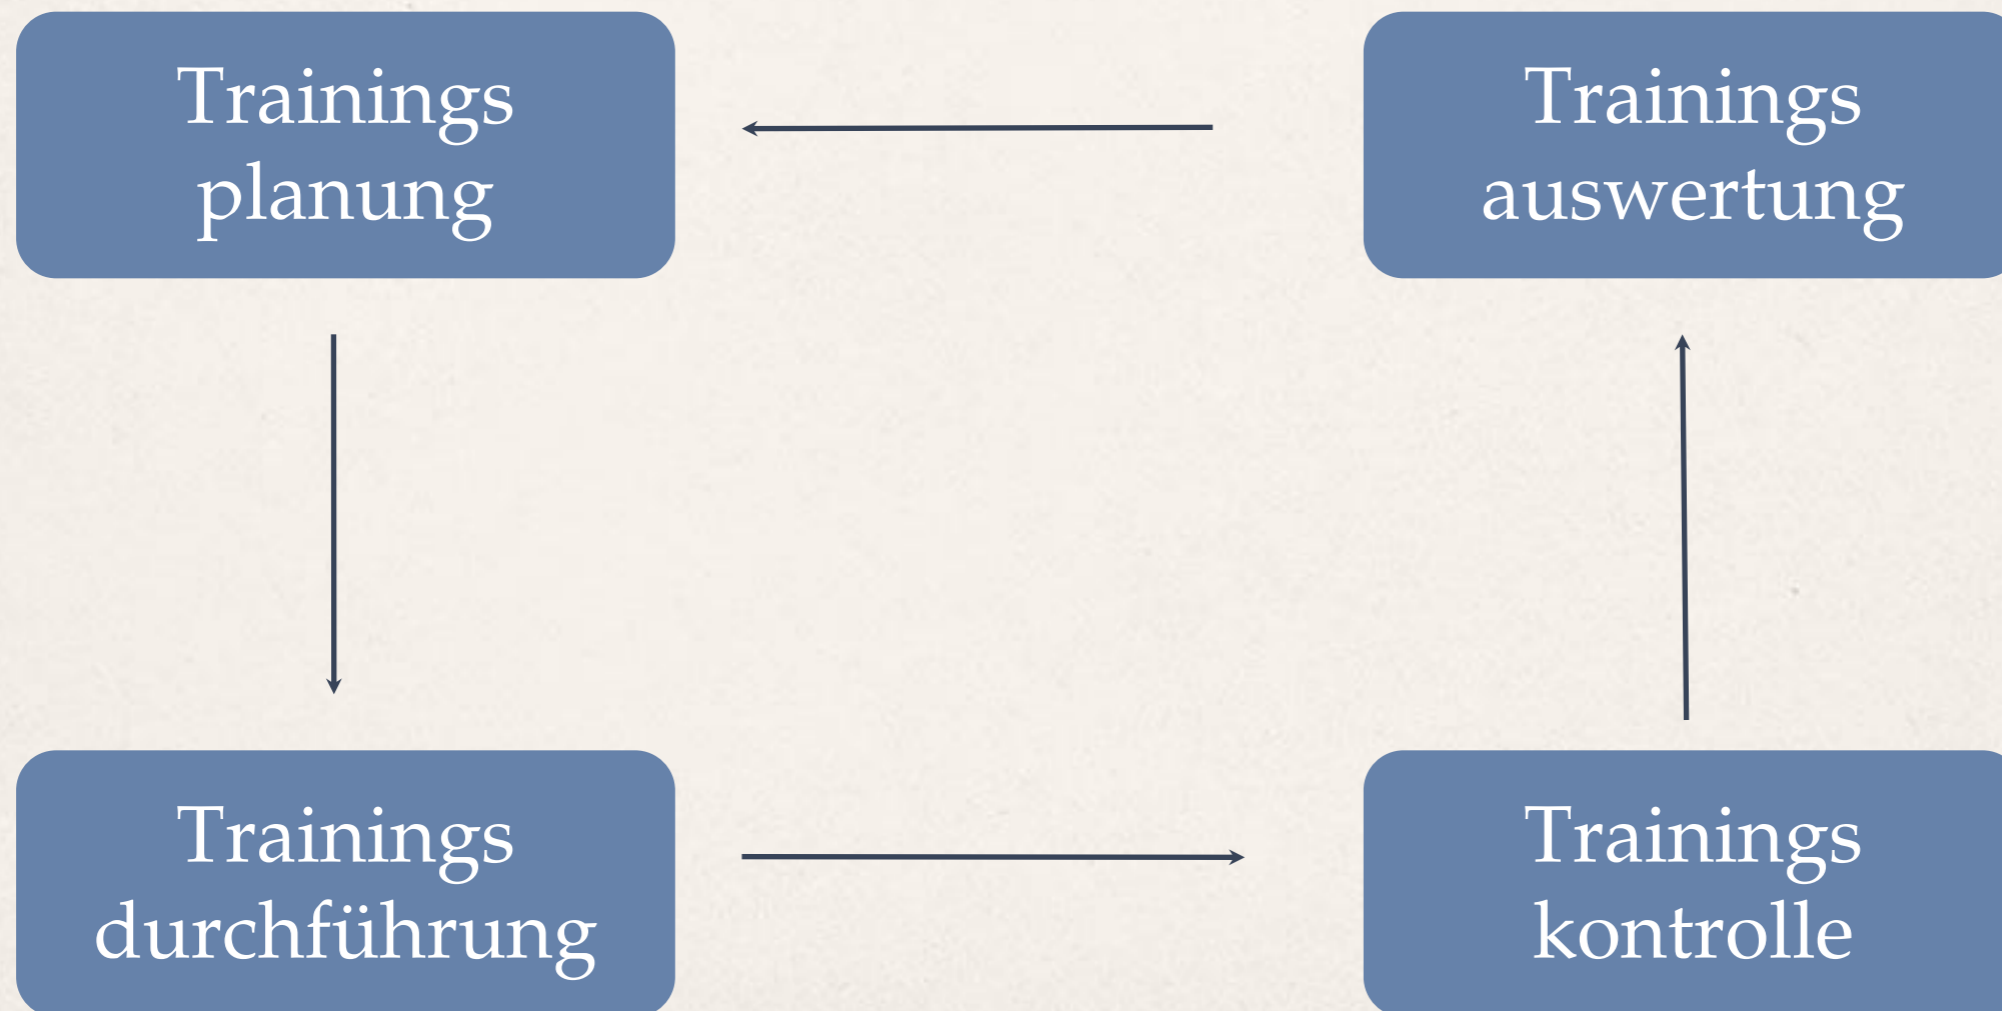 Trainings
planung
Trainings
auswertung
Trainings
durchführung
Trainings
kontrolle